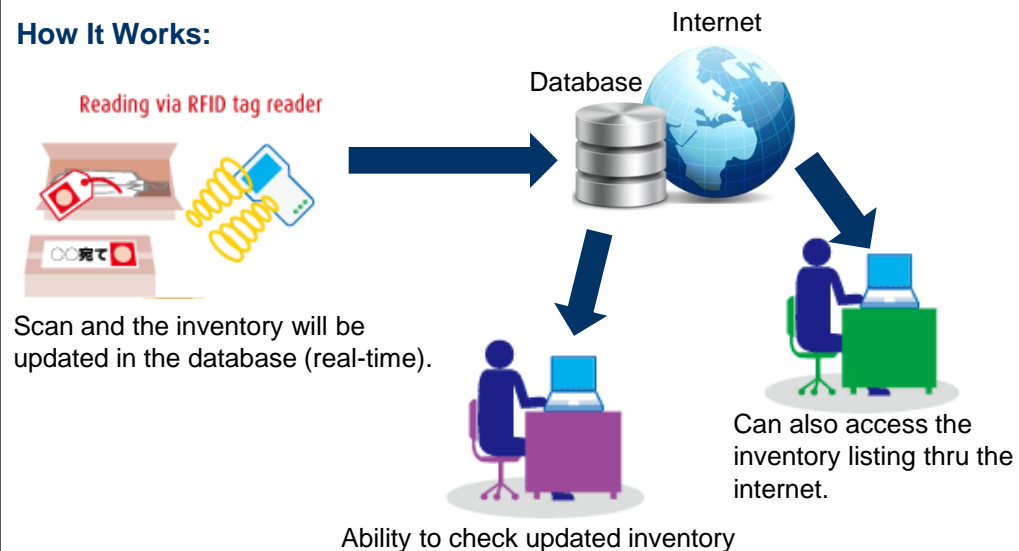 How It Works:
Internet
Database
Reading via RFID tag reader
〇〇宛て
Scan and the inventory will be
updated in the database (real-time).
Can also access the
inventory listing thru the
internet.
Ability to check updated inventory